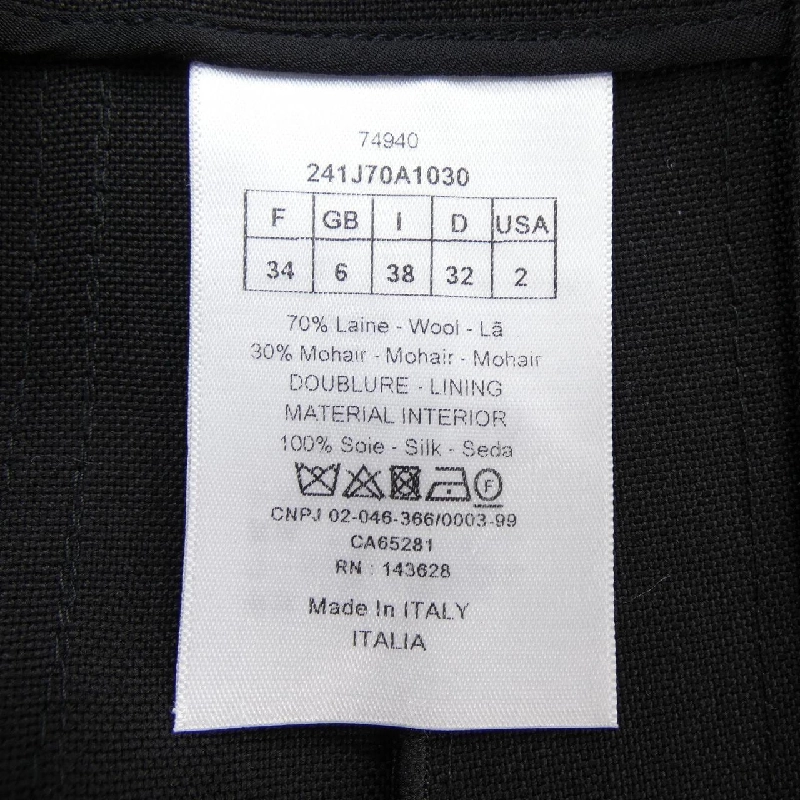 74940
241J70A1030
F GB I D USA
34 6 38 32 2
70% Laine - Wool - Lã
30% Mohair - Mohair - Mohair
DOUBLURE - LINING
MATERIAL INTERIOR
100% Soie - Silk - Seda
F
CNPJ 02-046-366/0003-99
CA65281
RN : 143628
Made In ITALY
ITALIA